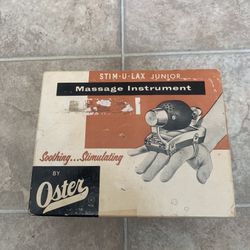 STIM-U-LAX JUNIOR
Massage Instrument
Soothing...Stimulating
BY
Oster